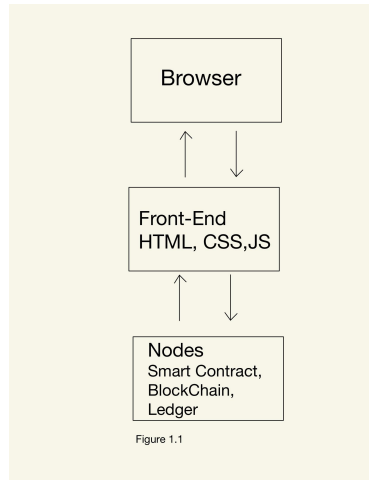 Browser
Front-End
HTML, CSS,JS
Nodes
Smart Contract,
BlockChain,
Ledger
Figure 1.1